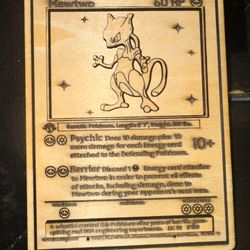 Mewtwo 60 HP
Genetic Pokémon. Length: 6' 7", Weight:
Psychic Does 10 damage plus 10
more damage for each Energy card
attached to the Defending Pokémon.
10+
Barrier Discard 1 Energy card attached
to Mewtwo in order to prevent all effects
of attacks, including damage, done to
Mewtwo during your opponent's next turn.
A scientist created this Pokémon after years of horrific
gene splicing and DNA engineering experiments. LV. 53